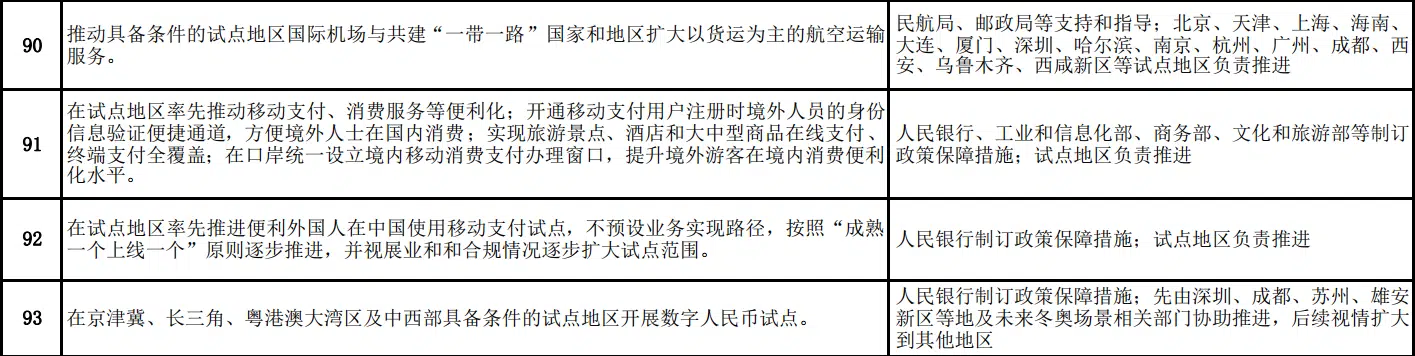 90
推动具备条件的试点地区国际机场与共建“一带一路”国家和地区扩大以货运为主的航空运输
服务。
民航局、邮政局等支持和指导；北京、天津、上海、海南、
大连、厦门、深圳、哈尔滨、南京、杭州、广州、成都、西
安、乌鲁木齐、西咸新区等试点地区负责推进
91
在试点地区率先推动移动支付、消费服务等便利化；开通移动支付用户注册时境外人员的身份
信息验证便捷通道，方便境外人士在国内消费；实现旅游景点、酒店和大中型商品在线支付、
终端支付全覆盖；在口岸统一设立境内移动消费支付办理窗口，提升境外游客在境内消费便利
化水平。
人民银行、工业和信息化部、商务部、文化和旅游部等制订
政策保障措施；试点地区负责推进
92
在试点地区率先推进便利外国人在中国使用移动支付试点，不预设业务实现路径，按照“成熟
一个上线一个”原则逐步推进，并视展业和和合规情况逐步扩大试点范围。
人民银行制订政策保障措施；试点地区负责推进
93
在京津冀、长三角、粤港澳大湾区及中西部具备条件的试点地区开展数字人民币试点。
人民银行制订政策保障措施；先由深圳、成都、苏州、雄安
新区等地及未来冬奥场景相关部门协助推进，后续视情扩大
到其他地区